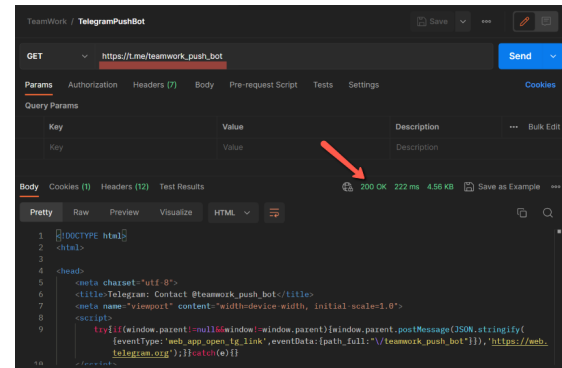 TeamWork / TelegramPushBot
Save
GET https://t.me/teamwork_push_bot Send
Params Authorization Headers (7) Body Pre-request Script Tests Settings Cookies
Query Params
Key Value Description Bulk Edit
Key Value Description
Body Cookies (1) Headers (12) Test Results 200 OK 222 ms 4.56 KB Save as Example
Pretty Raw Preview Visualize HTML
1 <!DOCTYPE html>
2 <html>
3
4 <head>
5 <meta charset="utf-8">
6 <title>Telegram: Contact @teamwork_push_bot</title>
7 <meta name="viewport" content="width=device-width, initial-scale=1.0">
8 <script>
9 try{if(window.parent!=null&&window!=window.parent){window.parent.postMessage(JSON.stringify(
{eventType:'web_app_open_tg_link',eventData:{path_full:"\/teamwork_push_bot"}}),'https://web.
telegram.org');}}catch(e){}
10 </script>